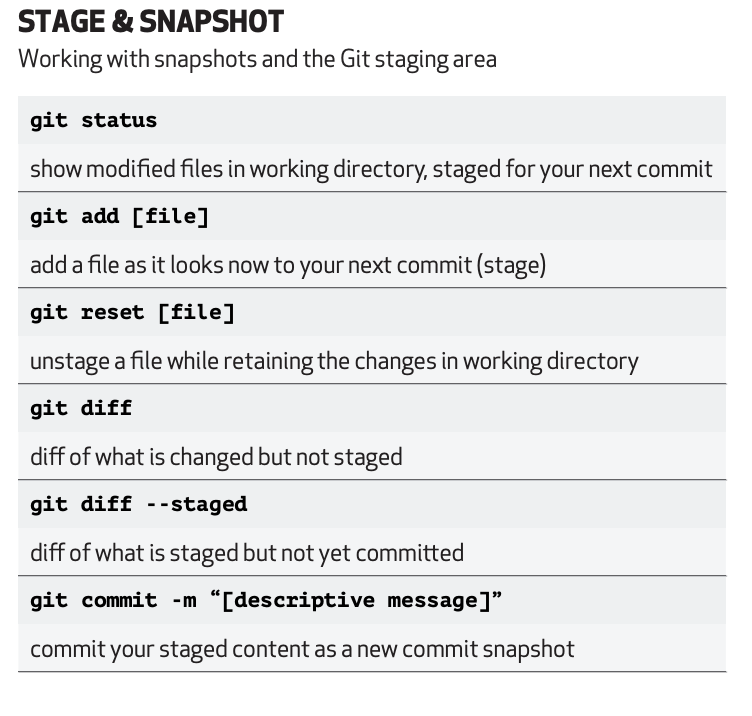 STAGE & SNAPSHOT
Working with snapshots and the Git staging area
git status
show modified files in working directory, staged for your next commit
git add [file]
add a file as it looks now to your next commit (stage)
git reset [file]
unstage a file while retaining the changes in working directory
git diff
diff of what is changed but not staged
git diff --staged
diff of what is staged but not yet committed
git commit -m “[descriptive message]”
commit your staged content as a new commit snapshot